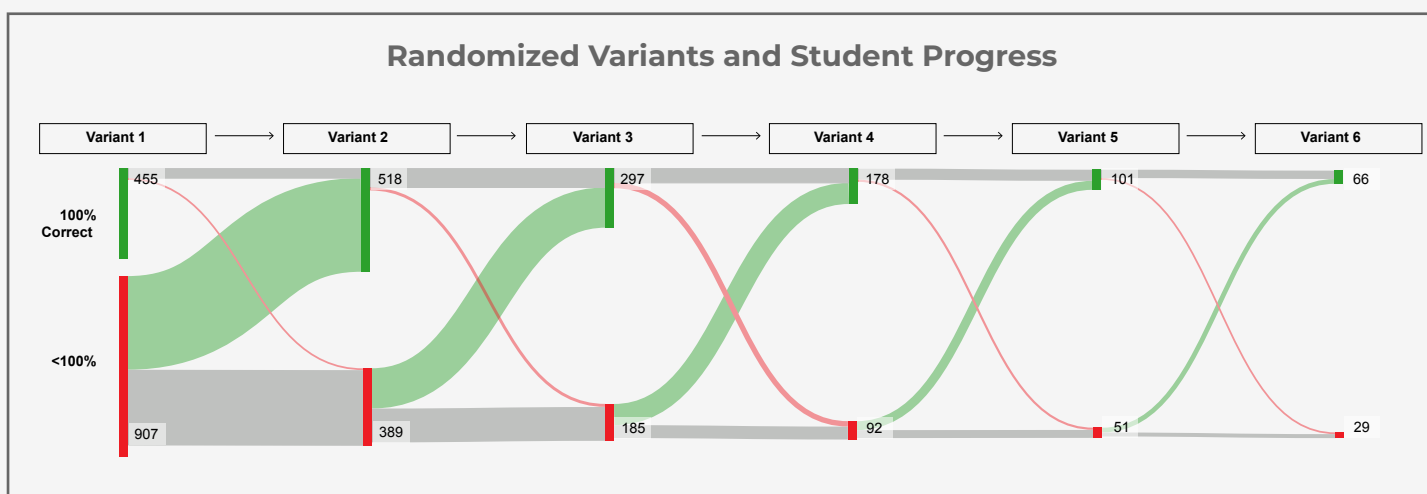 Randomized Variants and Student Progress
Variant 1
Variant 2
Variant 3
Variant 4
Variant 5
Variant 6
455
518
297
178
101
66
100%
Correct
<100%
907
389
185
92
51
29